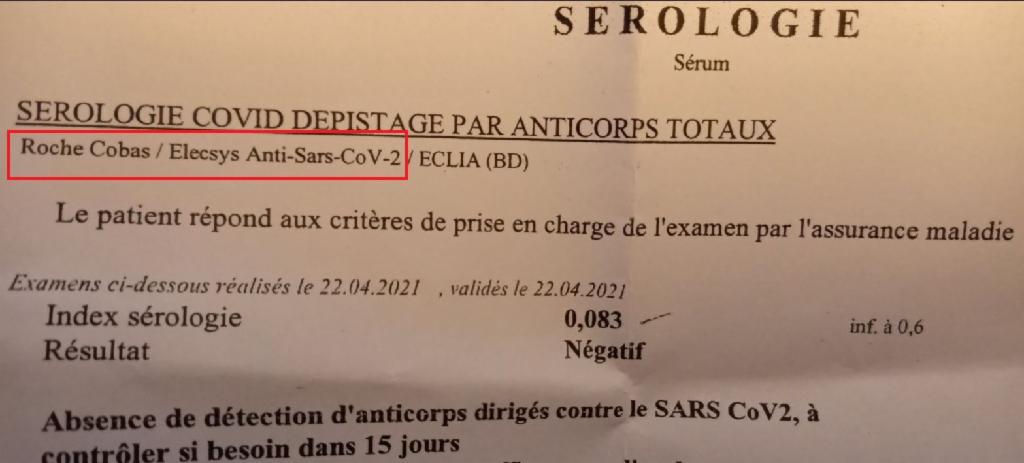 SEROLOGIE
Sérum
SEROLOGIE COVID DEPISTAGE PAR ANTICORPS TOTAUX
Roche Cobas / Elecsys Anti-Sars-CoV-2 / ECLIA (BD)
Le patient répond aux critères de prise en charge de l'examen par l'assurance maladie
Examens ci-dessous réalisés le 22.04.2021 , validés le 22.04.2021
Index sérologie 0,083 inf. à 0,6
Résultat Négatif
Absence de détection d'anticorps dirigés contre le SARS CoV2, à
contrôler si besoin dans 15 jours